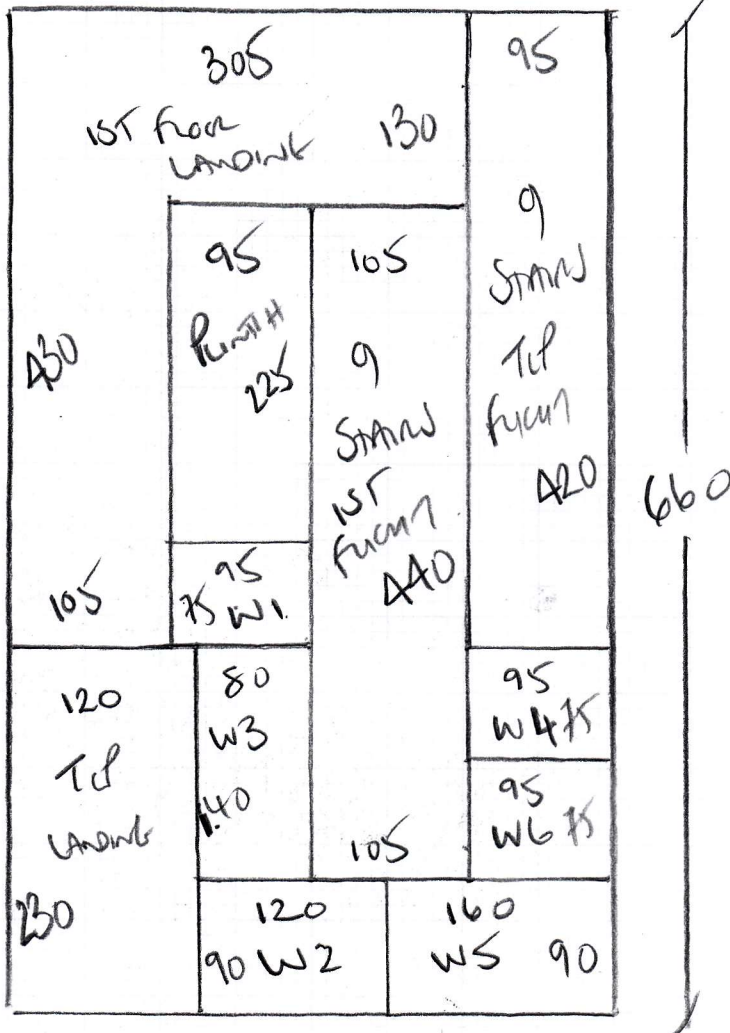 305
1ST FLOOR
LANDING
130
430
105
95
PLINTH
225
95
75 W1
105
9
STAIRS
1ST
FLIGHT
440
105
95
9
STAIRS
TOP
FLIGHT
420
660
120
TOP
LANDING
230
80
W3
140
95
W4 75
95
W6 75
120
90 W2
160
W5 90